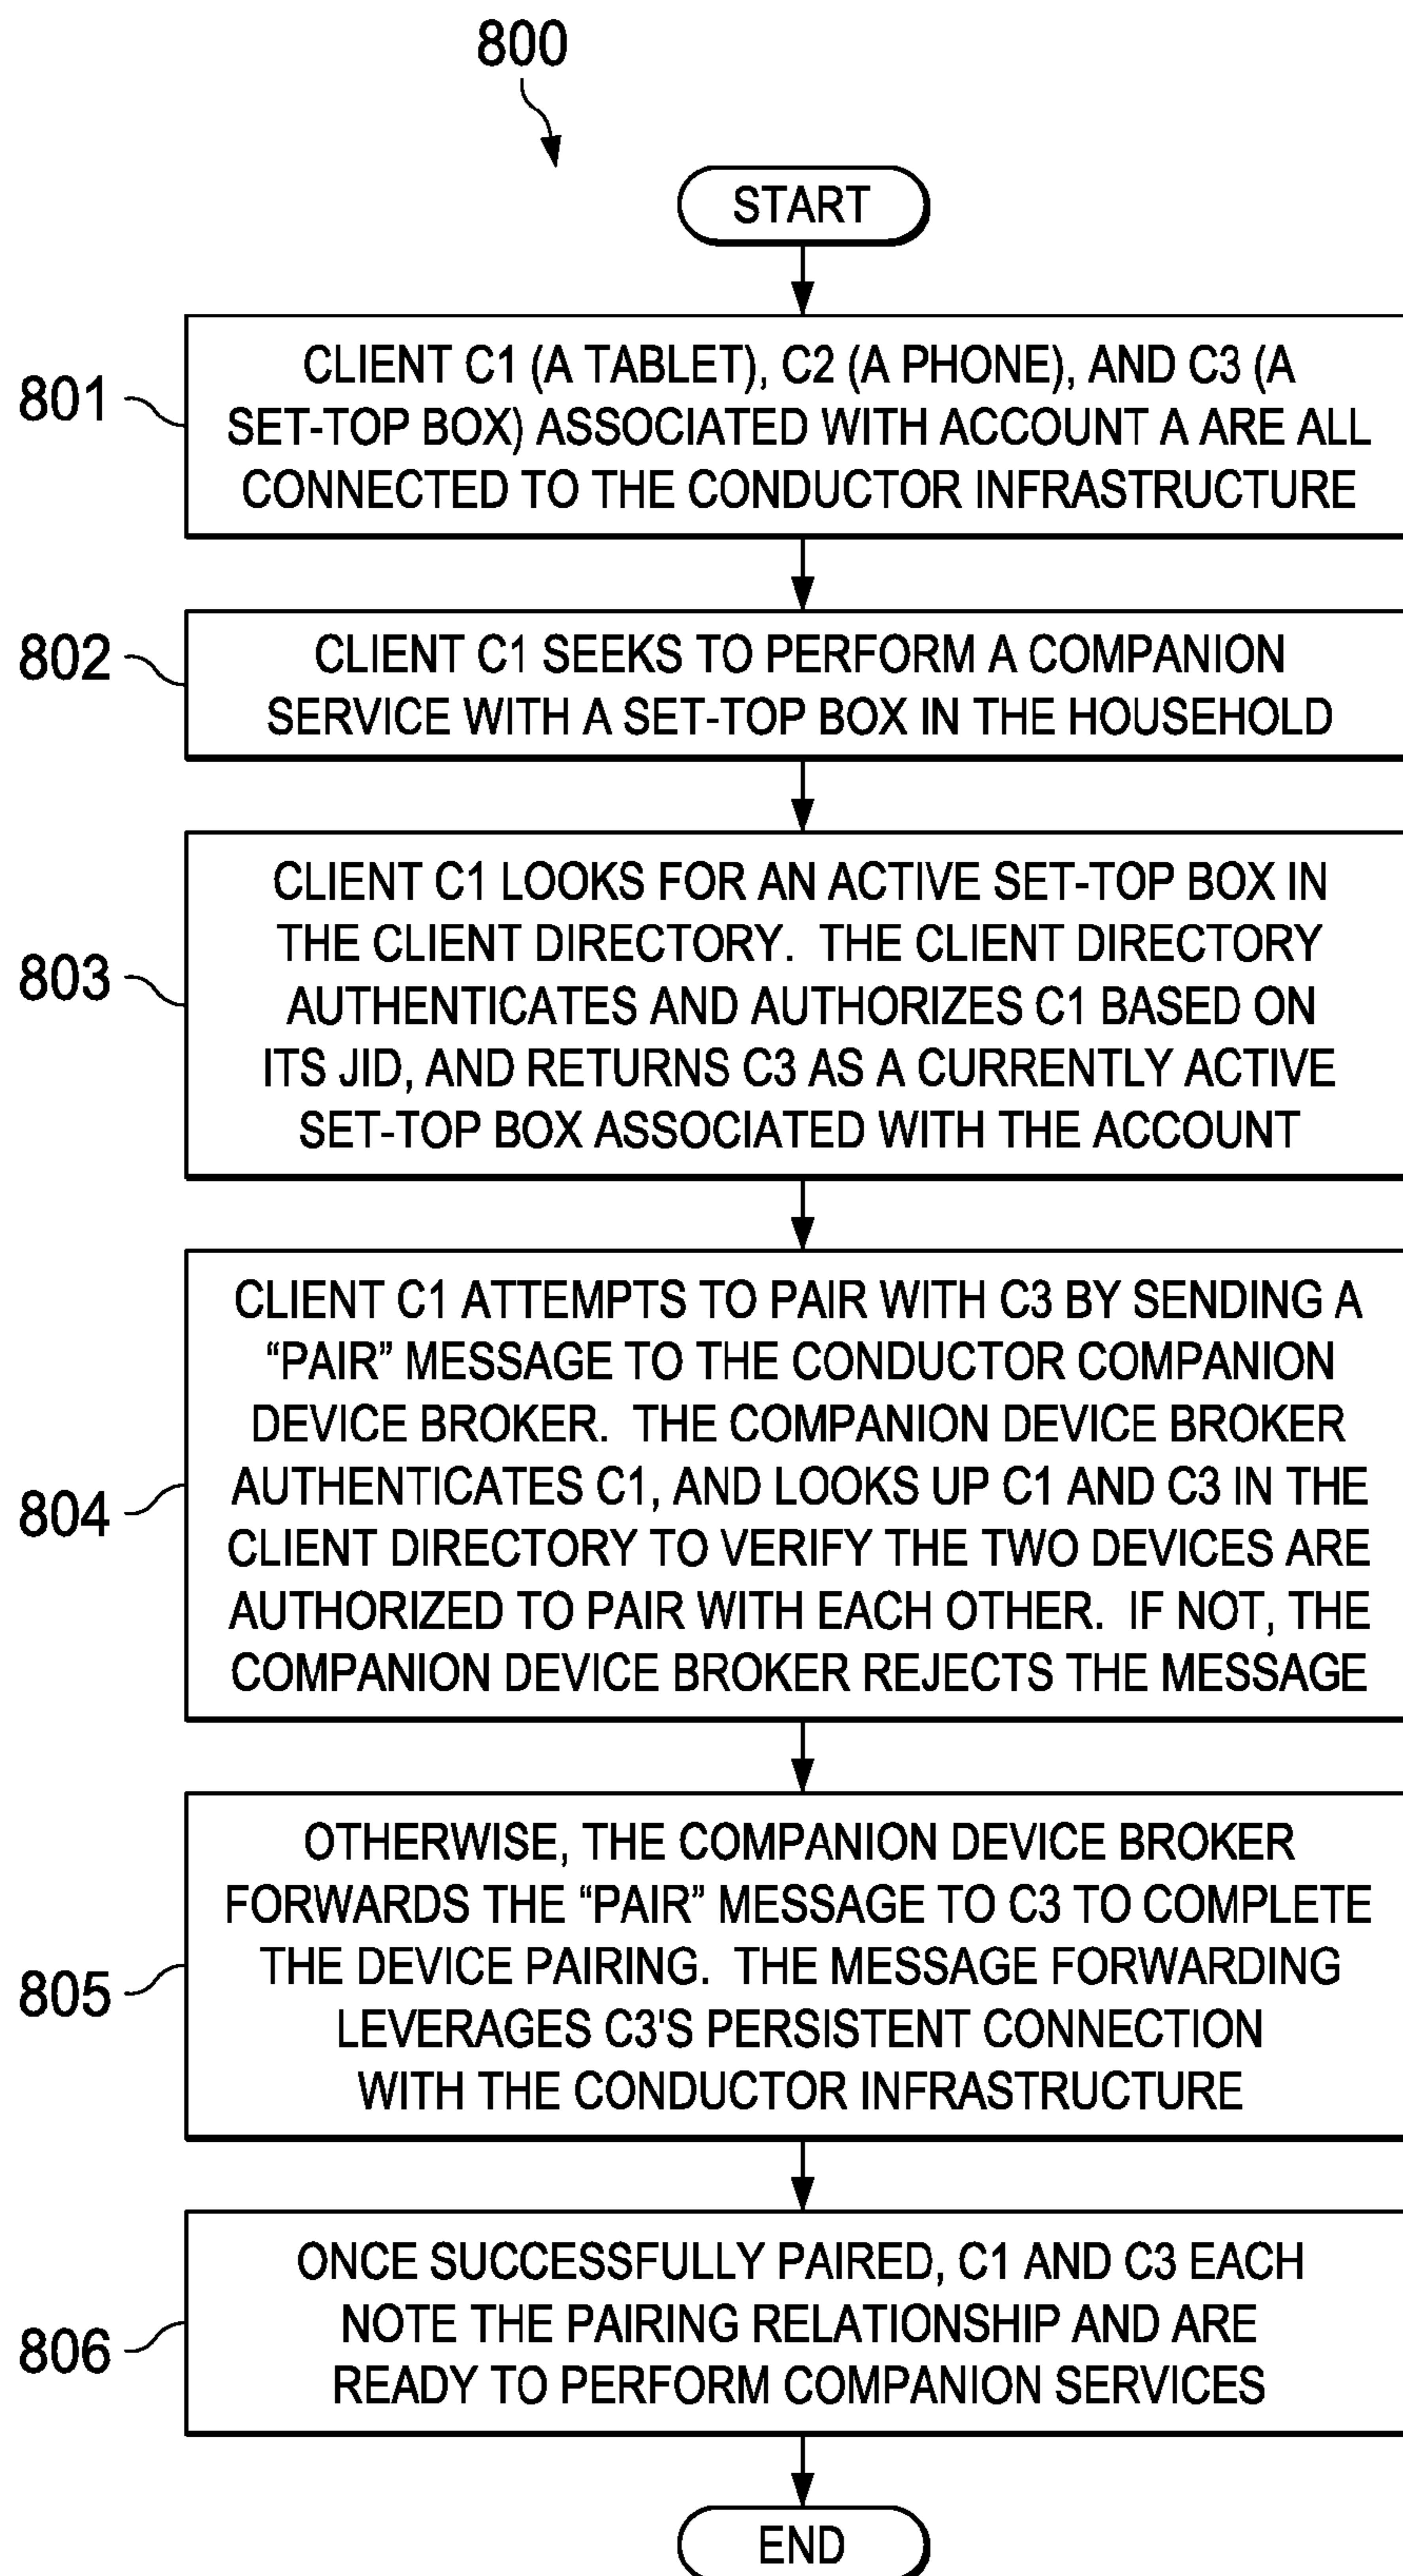 800
START
801
CLIENT C1 (A TABLET), C2 (A PHONE), AND C3 (A
SET-TOP BOX) ASSOCIATED WITH ACCOUNT A ARE ALL
CONNECTED TO THE CONDUCTOR INFRASTRUCTURE
802
CLIENT C1 SEEKS TO PERFORM A COMPANION
SERVICE WITH A SET-TOP BOX IN THE HOUSEHOLD
803
CLIENT C1 LOOKS FOR AN ACTIVE SET-TOP BOX IN
THE CLIENT DIRECTORY. THE CLIENT DIRECTORY
AUTHENTICATES AND AUTHORIZES C1 BASED ON
ITS JID, AND RETURNS C3 AS A CURRENTLY ACTIVE
SET-TOP BOX ASSOCIATED WITH THE ACCOUNT
804
CLIENT C1 ATTEMPTS TO PAIR WITH C3 BY SENDING A
“PAIR” MESSAGE TO THE CONDUCTOR COMPANION
DEVICE BROKER. THE COMPANION DEVICE BROKER
AUTHENTICATES C1, AND LOOKS UP C1 AND C3 IN THE
CLIENT DIRECTORY TO VERIFY THE TWO DEVICES ARE
AUTHORIZED TO PAIR WITH EACH OTHER. IF NOT, THE
COMPANION DEVICE BROKER REJECTS THE MESSAGE
805
OTHERWISE, THE COMPANION DEVICE BROKER
FORWARDS THE “PAIR” MESSAGE TO C3 TO COMPLETE
THE DEVICE PAIRING. THE MESSAGE FORWARDING
LEVERAGES C3'S PERSISTENT CONNECTION
WITH THE CONDUCTOR INFRASTRUCTURE
806
ONCE SUCCESSFULLY PAIRED, C1 AND C3 EACH
NOTE THE PAIRING RELATIONSHIP AND ARE
READY TO PERFORM COMPANION SERVICES
END